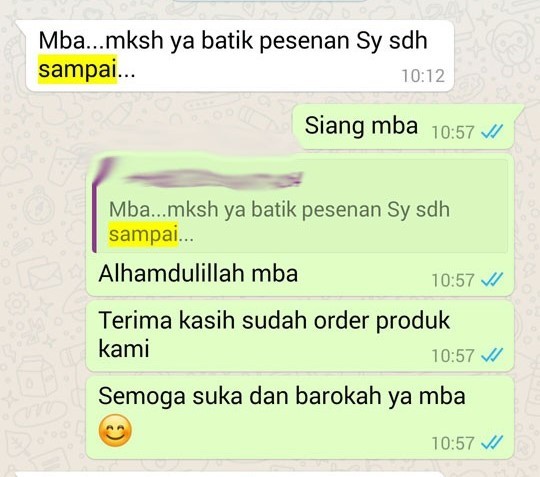 Mba...mksh ya batik pesenan Sy sdh
sampai...
10:12
Siang mba 10:57
Mba...mksh ya batik pesenan Sy sdh
sampai...
Alhamdulillah mba 10:57
Terima kasih sudah order produk
kami 10:57
Semoga suka dan barokah ya mba
😊 10:57